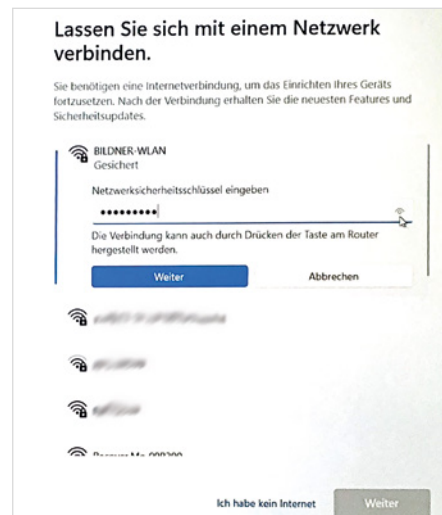 Lassen Sie sich mit einem Netzwerk
verbinden.
Sie benötigen eine Internetverbindung, um das Einrichten Ihres Geräts
fortzusetzen. Nach der Verbindung erhalten Sie die neuesten Features und
Sicherheitsupdates.
BILDNER-WLAN
Gesichert
Netzwerksicherheitsschlüssel eingeben
•••••••••
Die Verbindung kann auch durch Drücken der Taste am Router
hergestellt werden.
Weiter Abbrechen
Ich habe kein Internet Weiter